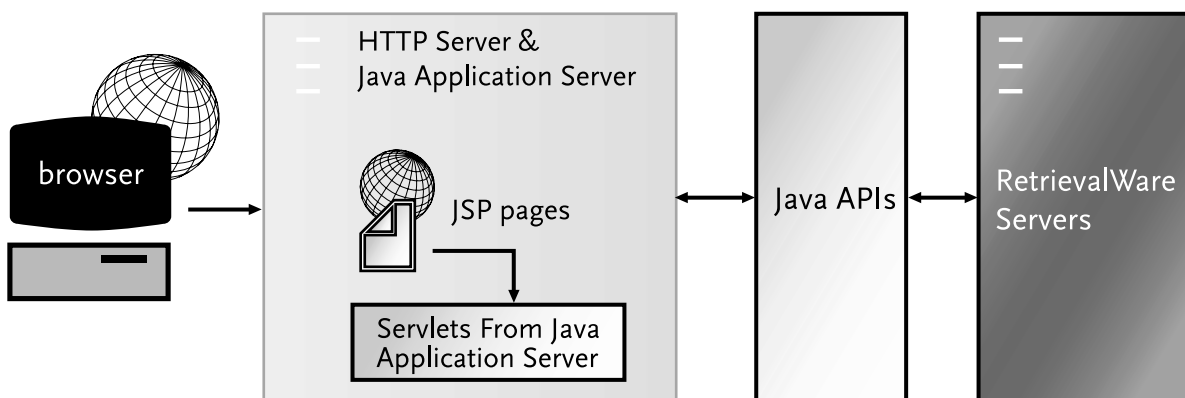 browser
HTTP Server &
Java Application Server
JSP pages
Servlets From Java
Application Server
Java APIs
RetrievalWare
Servers